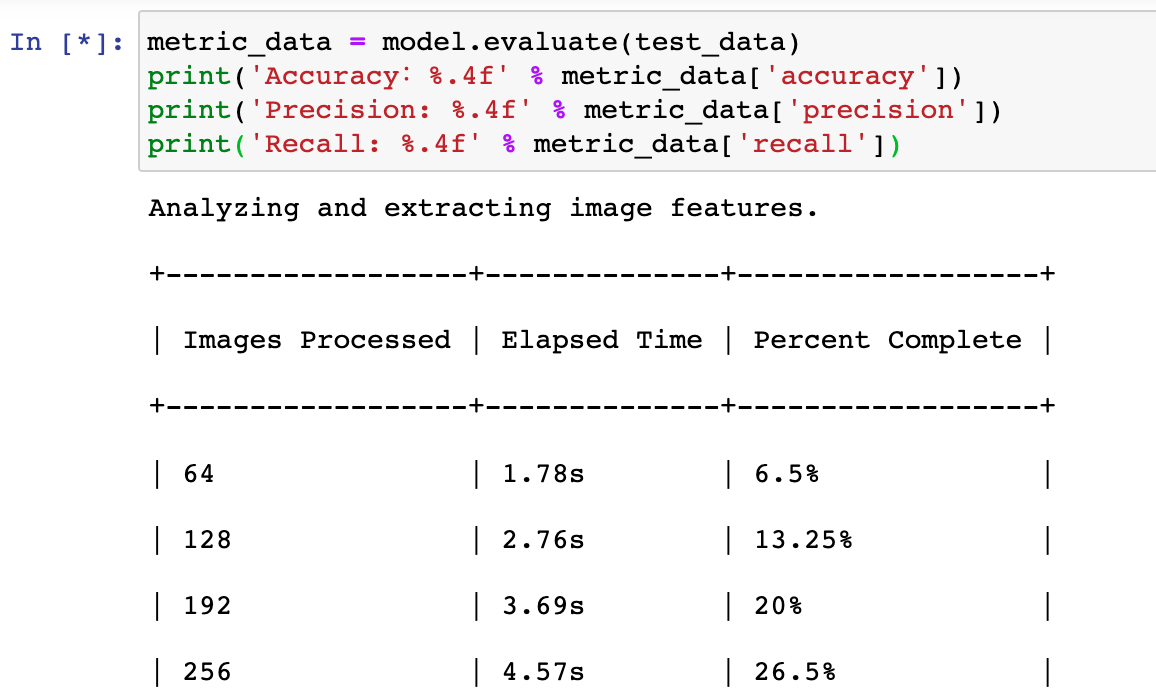 In [*]: metric_data = model.evaluate(test_data)
print('Accuracy: %.4f' % metric_data['accuracy'])
print('Precision: %.4f' % metric_data['precision'])
print('Recall: %.4f' % metric_data['recall'])
Analyzing and extracting image features.
+------------------+--------------+------------------+
| Images Processed | Elapsed Time | Percent Complete |
+------------------+--------------+------------------+
| 64               | 1.78s        | 6.5%             |
| 128              | 2.76s        | 13.25%           |
| 192              | 3.69s        | 20%              |
| 256              | 4.57s        | 26.5%            |